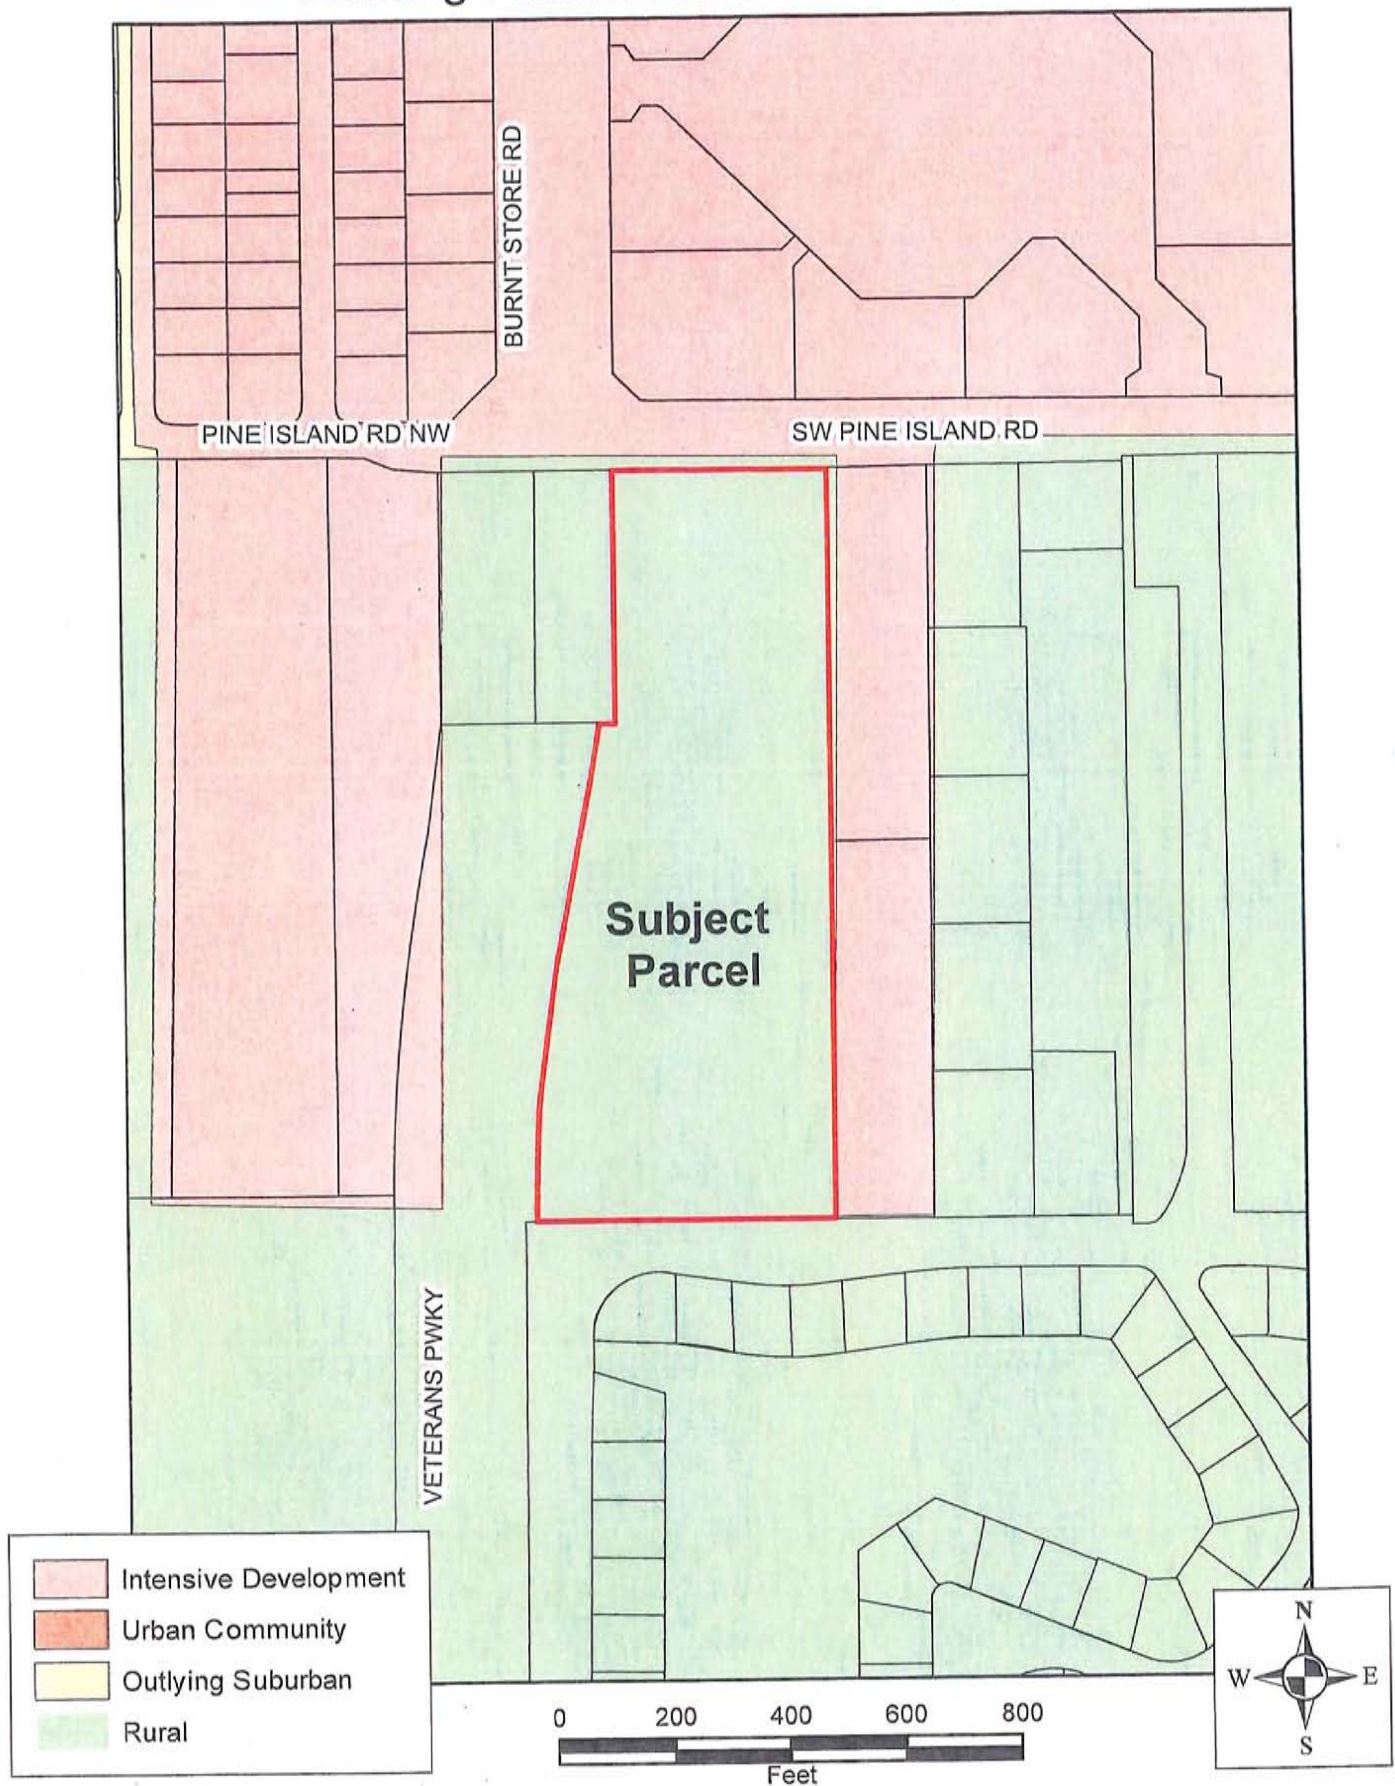 BURNT STORE RD
PINE ISLAND RD NW
SW PINE ISLAND RD
Subject
Parcel
VETERANS PWKY
Intensive Development
Urban Community
Outlying Suburban
Rural
0 200 400 600 800
Feet
N
W E
S